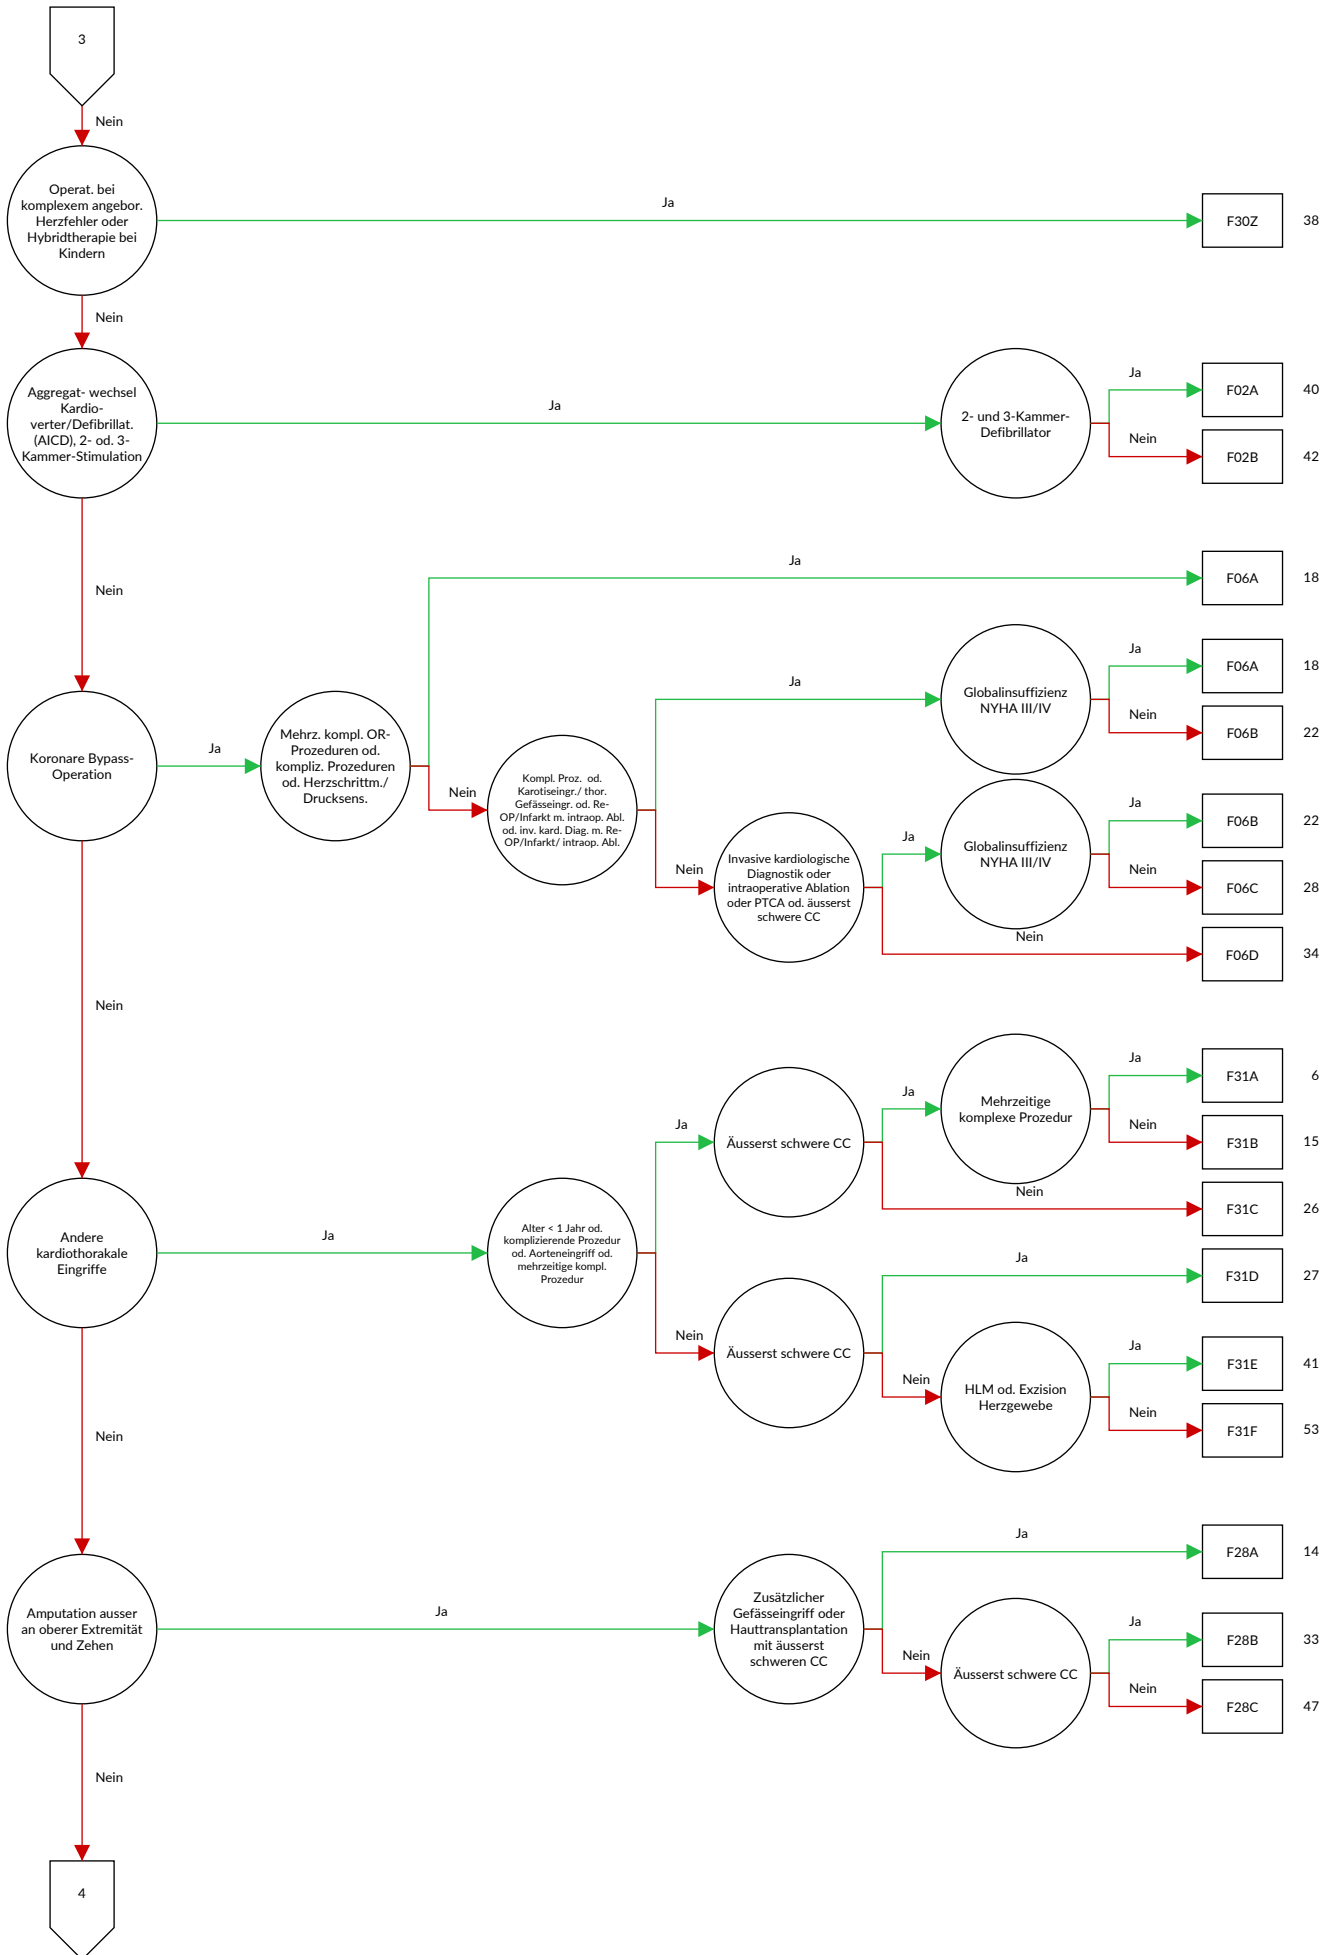 3
Nein
Operat. bei
komplexem angebor.
Herzfehler oder
Hybridtherapie bei
Kindern
Ja
F30Z
38
Nein
Aggregat- wechsel
Kardio-
verter/Defibrillat.
(AICD), 2- od. 3-
Kammer-Stimulation
Ja
2- und 3-Kammer-
Defibrillator
Ja
F02A
40
Nein
F02B
42
Nein
Koronare Bypass-
Operation
Ja
Mehrz. kompl. OR-
Prozeduren od.
kompliz. Prozeduren
od. Herzschrittm./
Drucksens.
Ja
F06A
18
Nein
Kompl. Proz. od.
Karotiseingr./ thor.
Gefässeingr. od. Re-
OP/Infarkt m. intraop. Abl.
od. inv. kard. Diag. m. Re-
OP/Infarkt/ intraop. Abl.
Ja
Globalinsuffizienz
NYHA III/IV
Ja
F06A
18
Nein
F06B
22
Nein
Invasive kardiologische
Diagnostik oder
intraoperative Ablation
oder PTCA od. äusserst
schwere CC
Ja
Globalinsuffizienz
NYHA III/IV
Ja
F06B
22
Nein
F06C
28
Nein
F06D
34
Nein
Andere
kardiothorakale
Eingriffe
Ja
Alter < 1 Jahr od.
komplizierende Prozedur
od. Aorteneingriff od.
mehrzeitige kompl.
Prozedur
Ja
Äusserst schwere CC
Ja
Mehrzeitige
komplexe Prozedur
Ja
F31A
6
Nein
F31B
15
Nein
F31C
26
Nein
Äusserst schwere CC
Ja
F31D
27
Nein
HLM od. Exzision
Herzgewebe
Ja
F31E
41
Nein
F31F
53
Nein
Amputation ausser
an oberer Extremität
und Zehen
Ja
Zusätzlicher
Gefässeingriff oder
Hauttransplantation
mit äusserst
schweren CC
Ja
F28A
14
Nein
Äusserst schwere CC
Ja
F28B
33
Nein
F28C
47
Nein
4